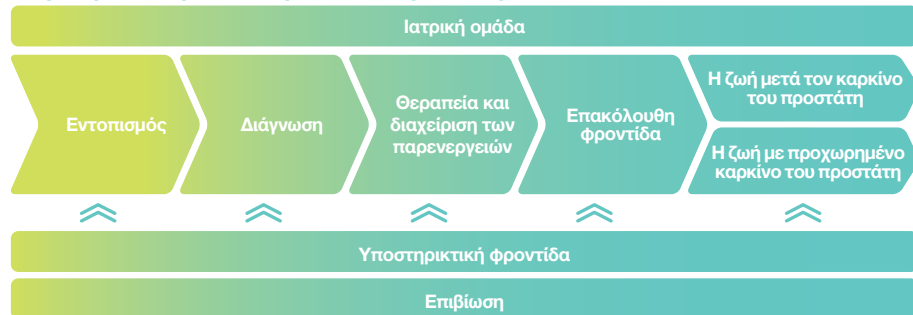 Ιατρική ομάδα
Εντοπισμός
Διάγνωση
Θεραπεία και
διαχείριση των
παρενεργειών
Επακόλουθη
φροντίδα
Η ζωή μετά τον καρκίνο
του προστάτη
Η ζωή με προχωρημένο
καρκίνο του προστάτη
Υποστηρικτική φροντίδα
Επιβίωση